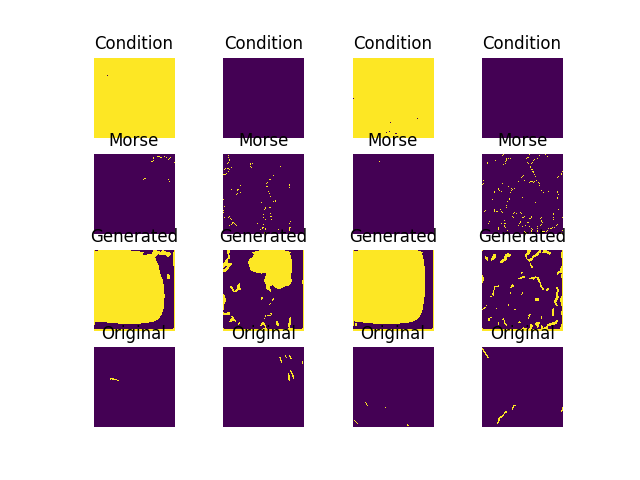 Condition Condition Condition Condition
Morse Morse Morse Morse
Generated Generated Generated Generated
Original Original Original Original